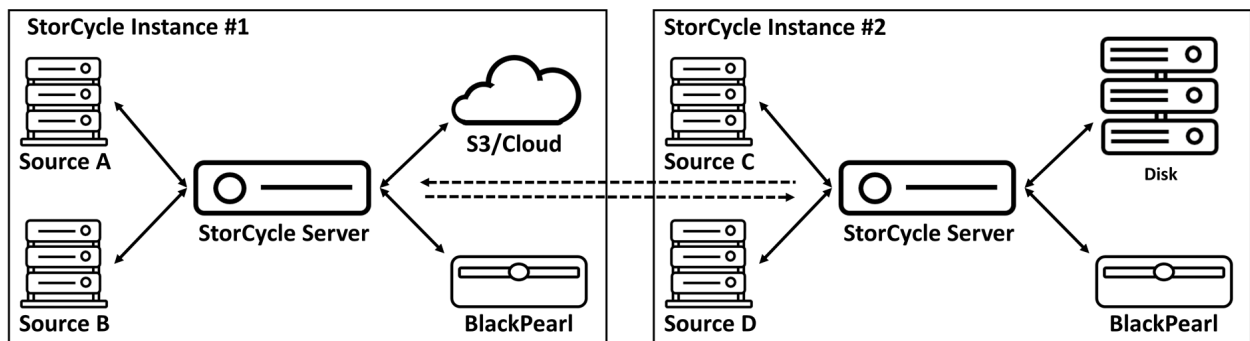 StorCycle Instance #1
Source A
S3/Cloud
StorCycle Server
Source B
BlackPearl
StorCycle Instance #2
Source C
Disk
StorCycle Server
Source D
BlackPearl